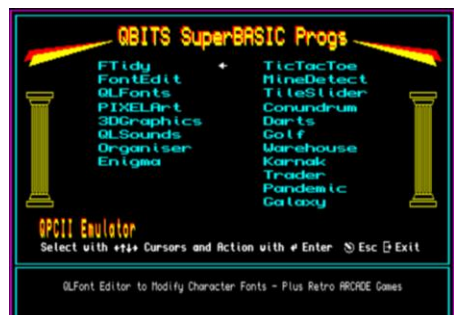 QBITS SuperBASIC Progs
FTidy ←
FontEdit
QLFonts
PIXELArt
3DGraphics
QLSounds
Organiser
Enigma
TicTacToe
MineDetect
TileSlider
Conundrum
Darts
Golf
Warehouse
Karnak
Trader
Pandemic
Galaxy
QPCII Emulator
Select with ←↑↓→ Cursors and Action with ↵ Enter Esc Exit
QLFont Editor to Modify Character Fonts - Plus Retro ARCADE Games